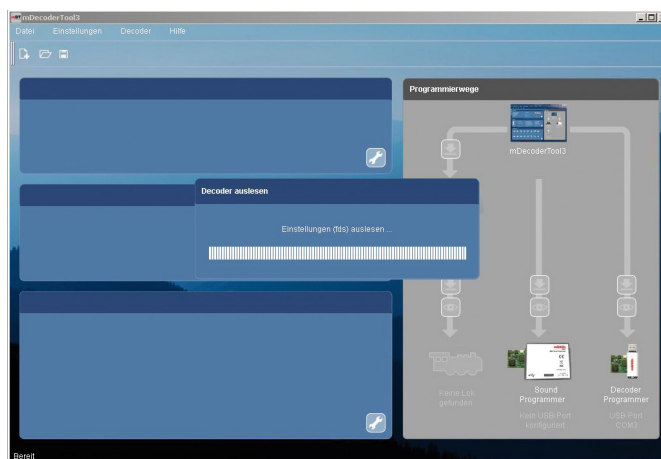 mDecoderTool3
Datei Einstellungen Decoder Hilfe
Programmierwege
mDecoderTool3
Decoder auslesen
Einstellungen (fds) auslesen ...
Keine Lok
gefunden
Sound
Programmer
Kein USB-Port
konfiguriert
Decoder
Programmer
USB-Port:
COM3
Bereit